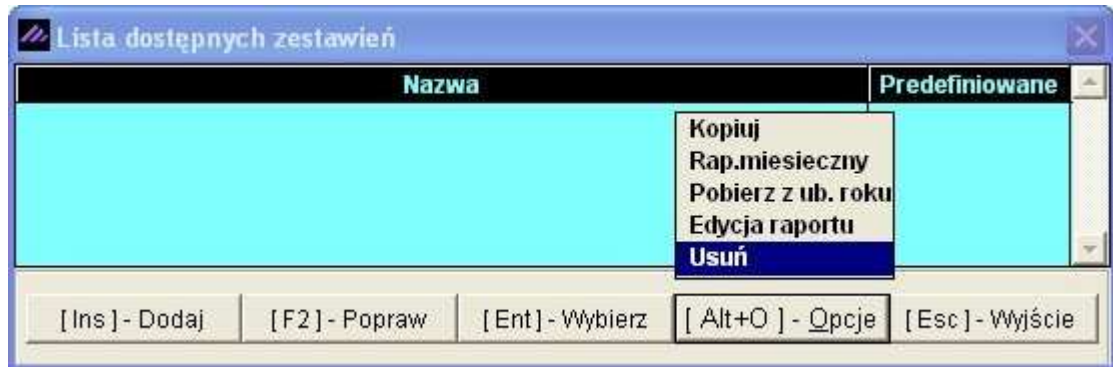 Lista dostępnych zestawień
Nazwa Predefiniowane
Kopiuj
Rap.miesieczny
Pobierz z ub. roku
Edycja raportu
Usuń
[ Ins ] - Dodaj [ F2 ] - Popraw [ Ent ] - Wybierz [ Alt+O ] - Opcje [ Esc ] - Wyjście